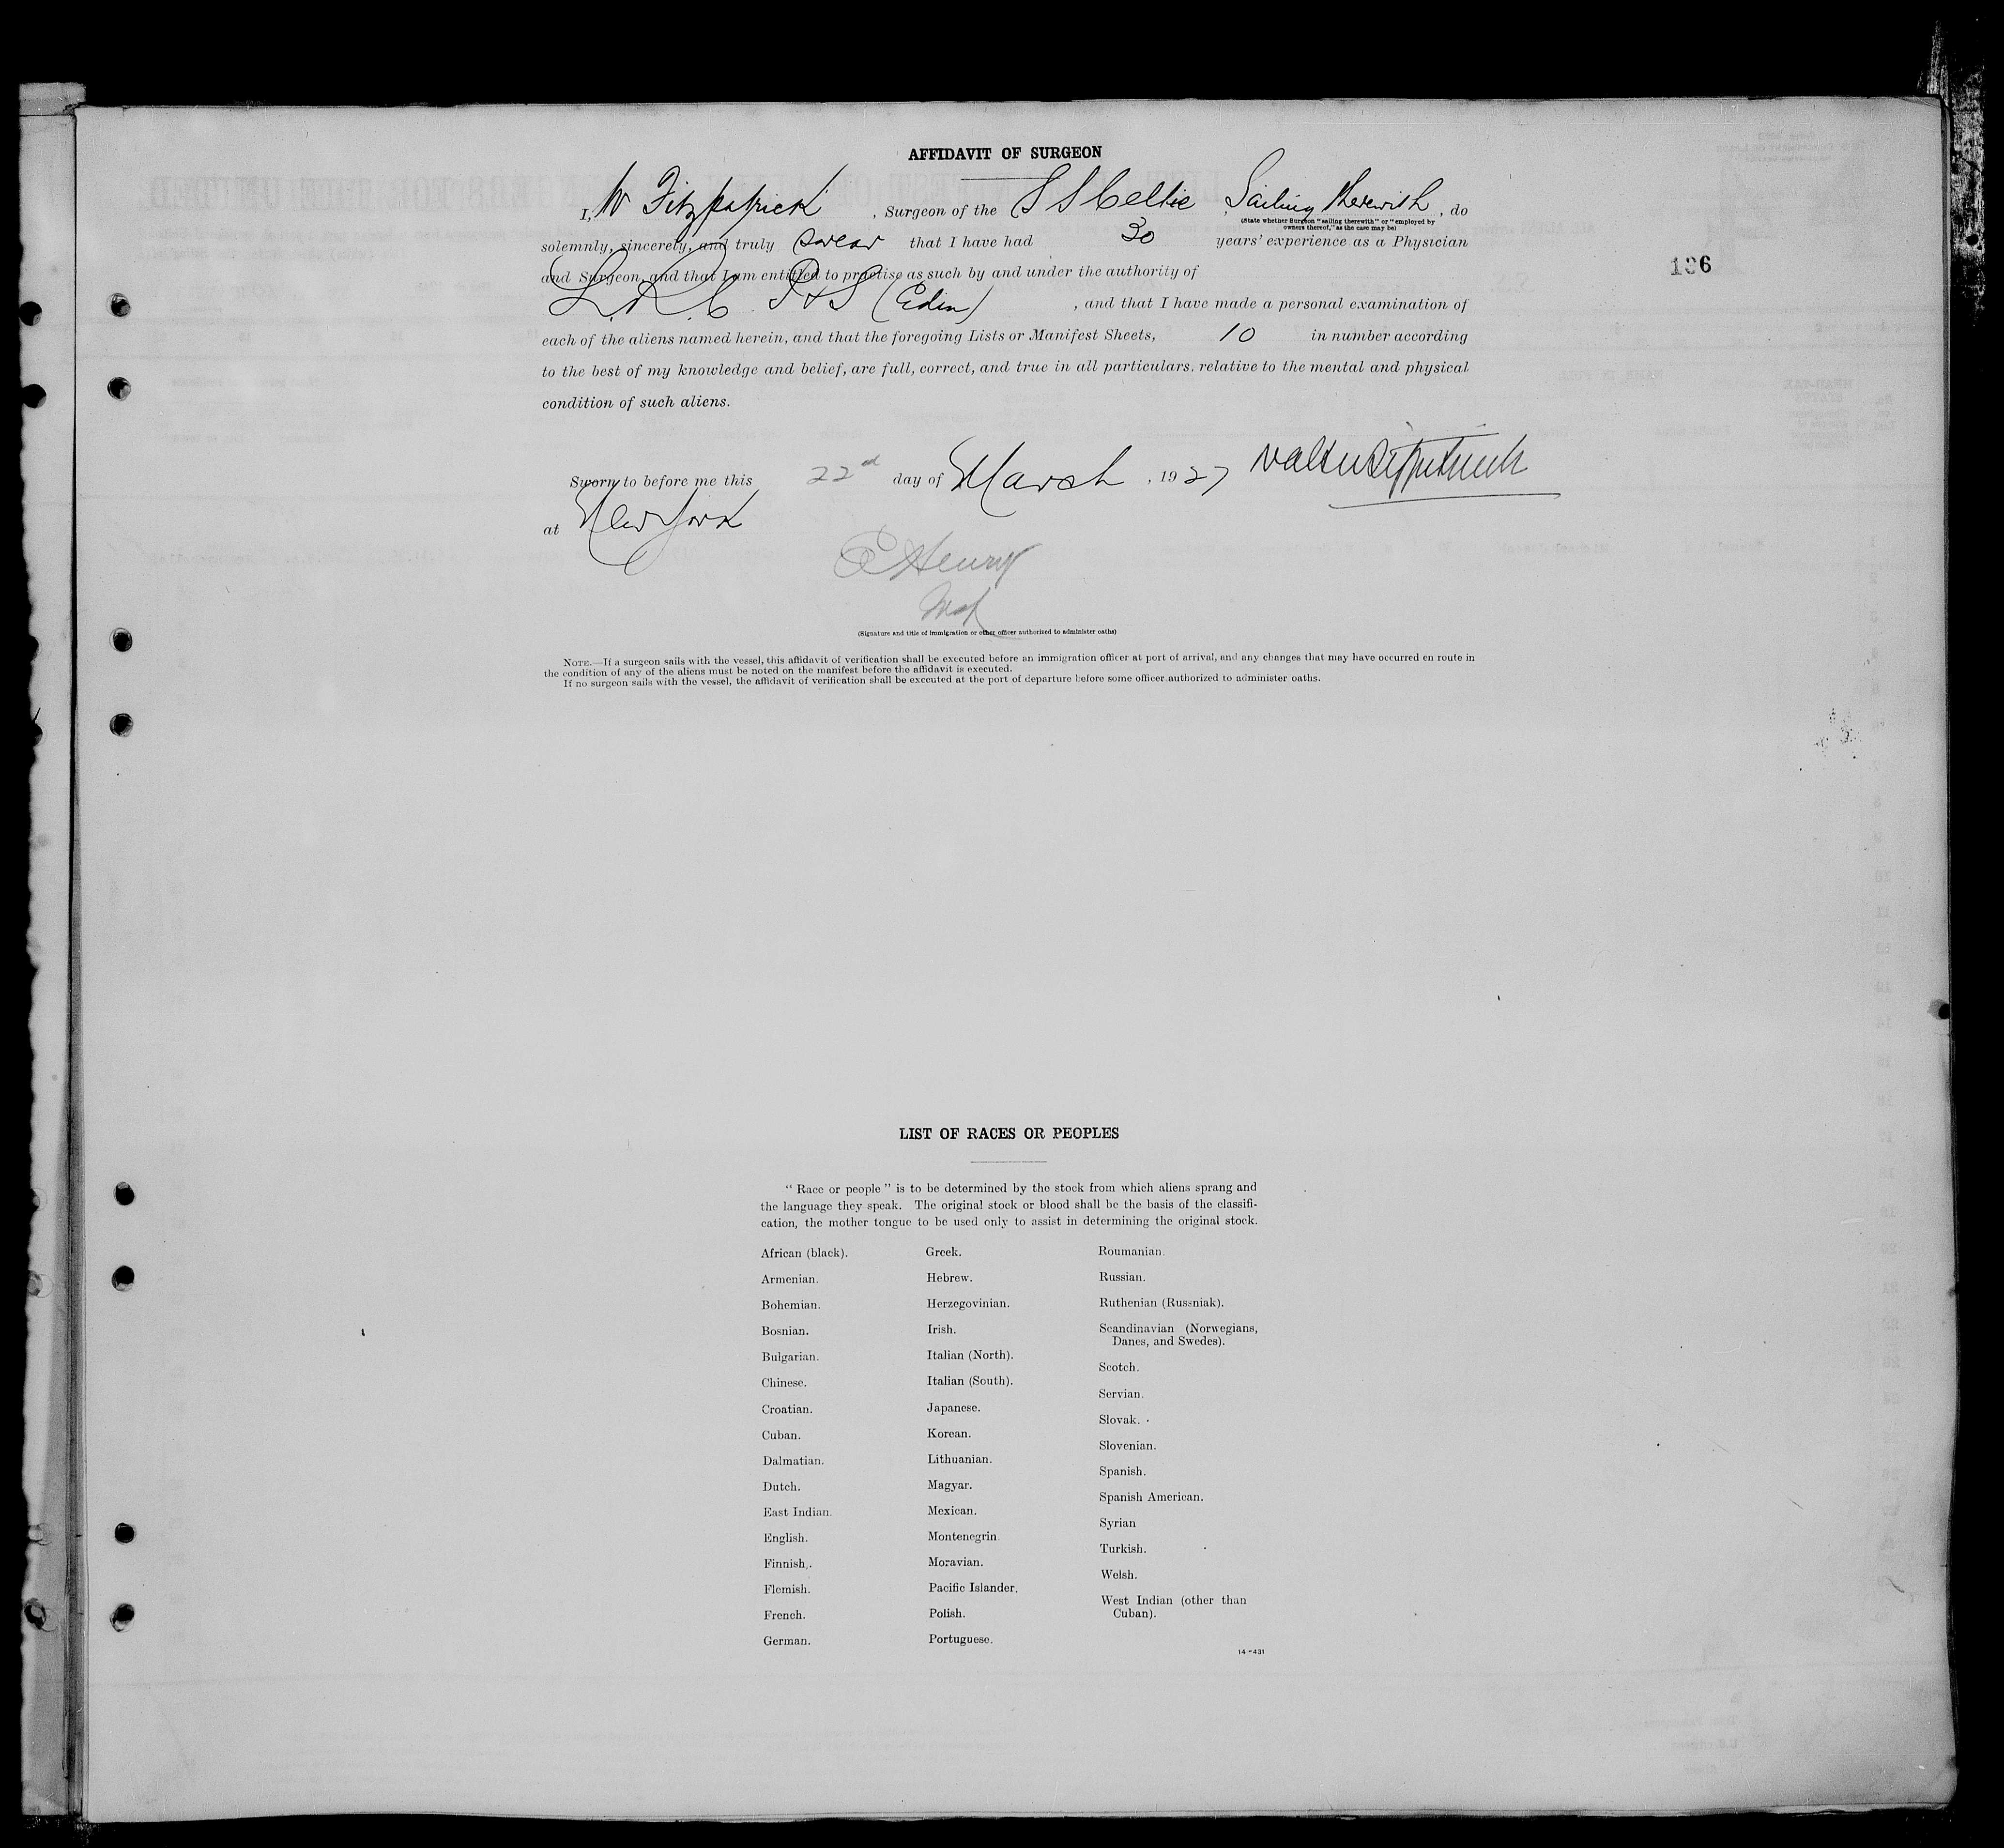 AFFIDAVIT OF SURGEON
I, W Fitzpatrick , Surgeon of the SS Celtic , Sailing therewith , do
(State whether Surgeon "sailing therewith" or "employed by
owners thereof," as the case may be)
solemnly, sincerely, and truly swear that I have had 30 years' experience as a Physician
and Surgeon, and that I am entitled to practise as such by and under the authority of
136
L.R.C. P & S (Edin) , and that I have made a personal examination of
each of the aliens named herein, and that the foregoing Lists or Manifest Sheets, 10 in number according
to the best of my knowledge and belief, are full, correct, and true in all particulars, relative to the mental and physical
condition of such aliens.
Sworn to before me this 22nd day of March , 1927 Walter Fitzpatrick
at New York
Henry
(Signature and title of immigration or other officer authorized to administer oaths)
NOTE.—If a surgeon sails with the vessel, this affidavit of verification shall be executed before an immigration officer at port of arrival, and any changes that may have occurred en route in
the condition of any of the aliens must be noted on the manifest before the affidavit is executed.
If no surgeon sails with the vessel, the affidavit of verification shall be executed at the port of departure before some officer authorized to administer oaths.
LIST OF RACES OR PEOPLES
"Race or people" is to be determined by the stock from which aliens sprang and
the language they speak. The original stock or blood shall be the basis of the classifi-
cation, the mother tongue to be used only to assist in determining the original stock.
African (black).
Armenian.
Bohemian.
Bosnian.
Bulgarian.
Chinese.
Croatian.
Cuban.
Dalmatian.
Dutch.
East Indian.
English.
Finnish.
Flemish.
French.
German.
Greek.
Hebrew.
Herzegovinian.
Irish.
Italian (North).
Italian (South).
Japanese.
Korean.
Lithuanian.
Magyar.
Mexican.
Montenegrin.
Moravian.
Pacific Islander.
Polish.
Portuguese.
Roumanian.
Russian.
Ruthenian (Russniak).
Scandinavian (Norwegians,
Danes, and Swedes).
Scotch.
Servian.
Slovak.
Slovenian.
Spanish.
Spanish American.
Syrian
Turkish.
Welsh.
West Indian (other than
Cuban).
14-431